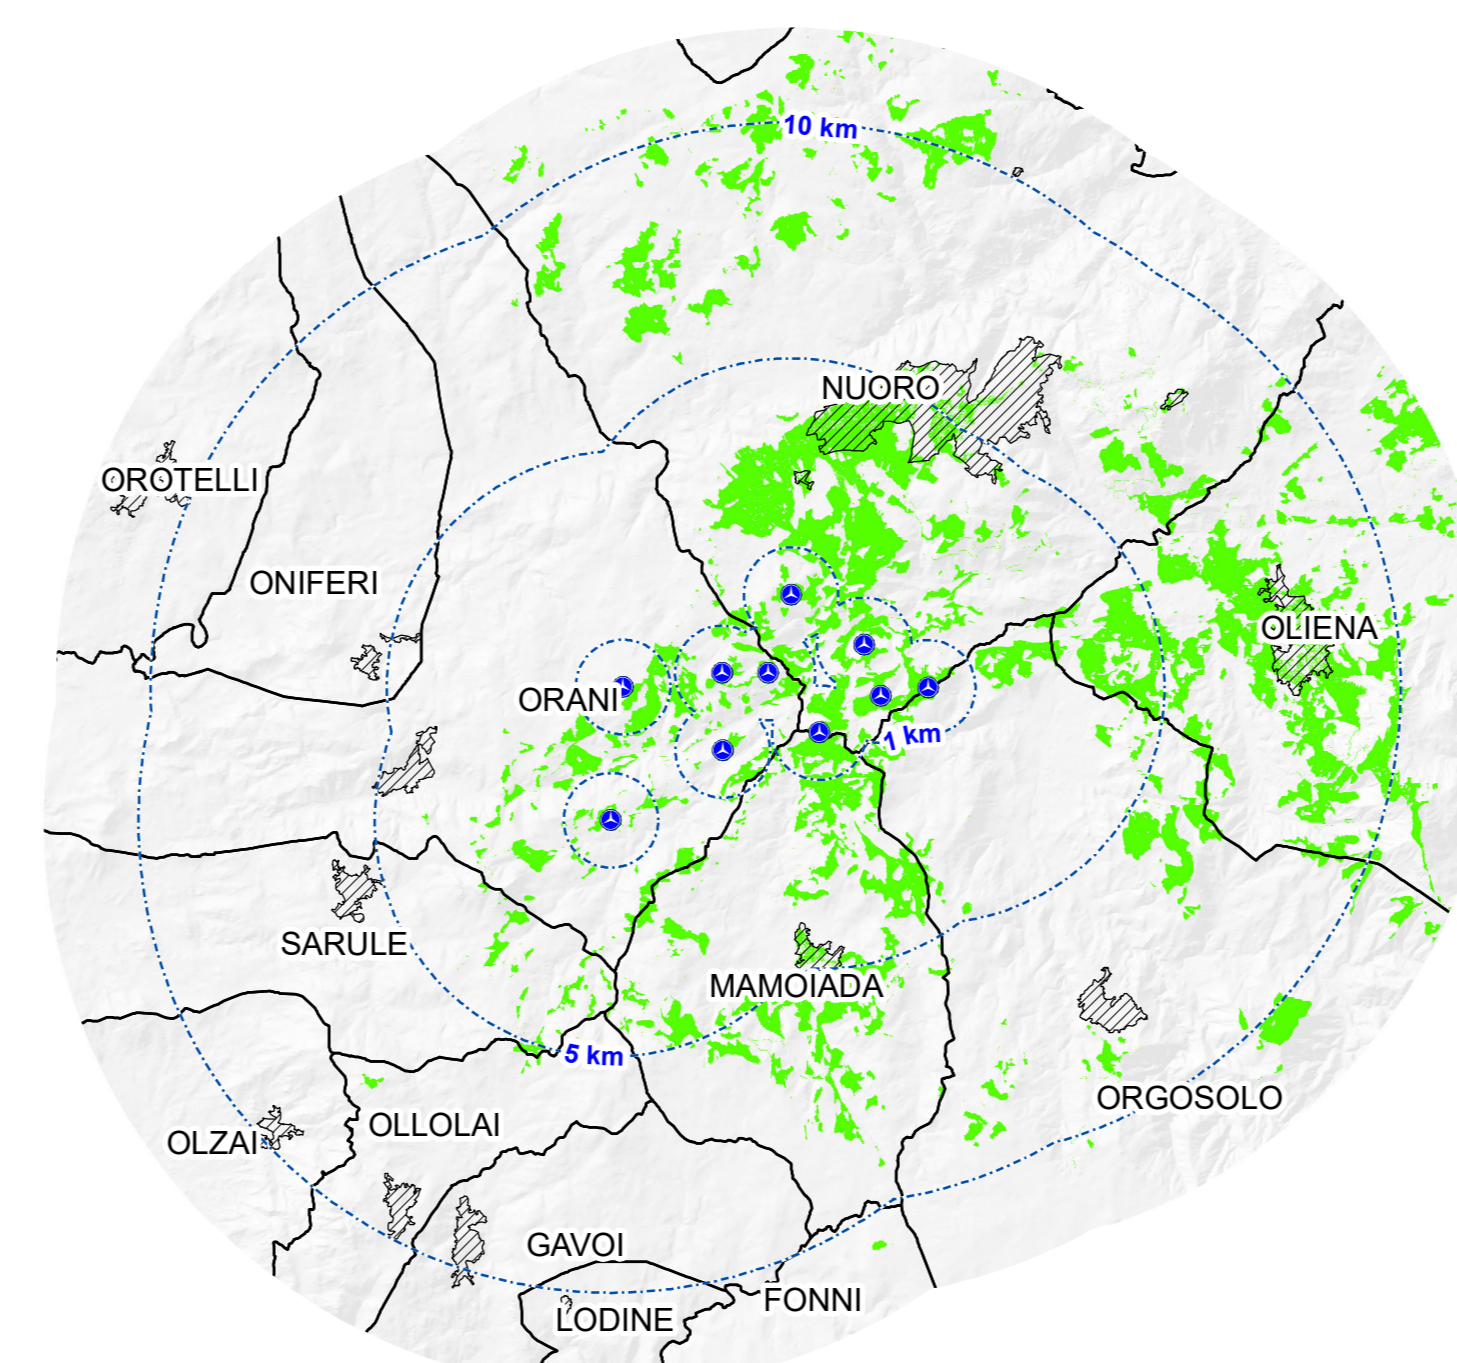 10 km
NUORO
OROTELLI
ONIFERI
OLIENA
ORANI
1 km
SARULE
MAMOIADA
5 km
ORGOSOLO
OLLOLAI
OLZAI
GAVOI
FONNI
LODINE